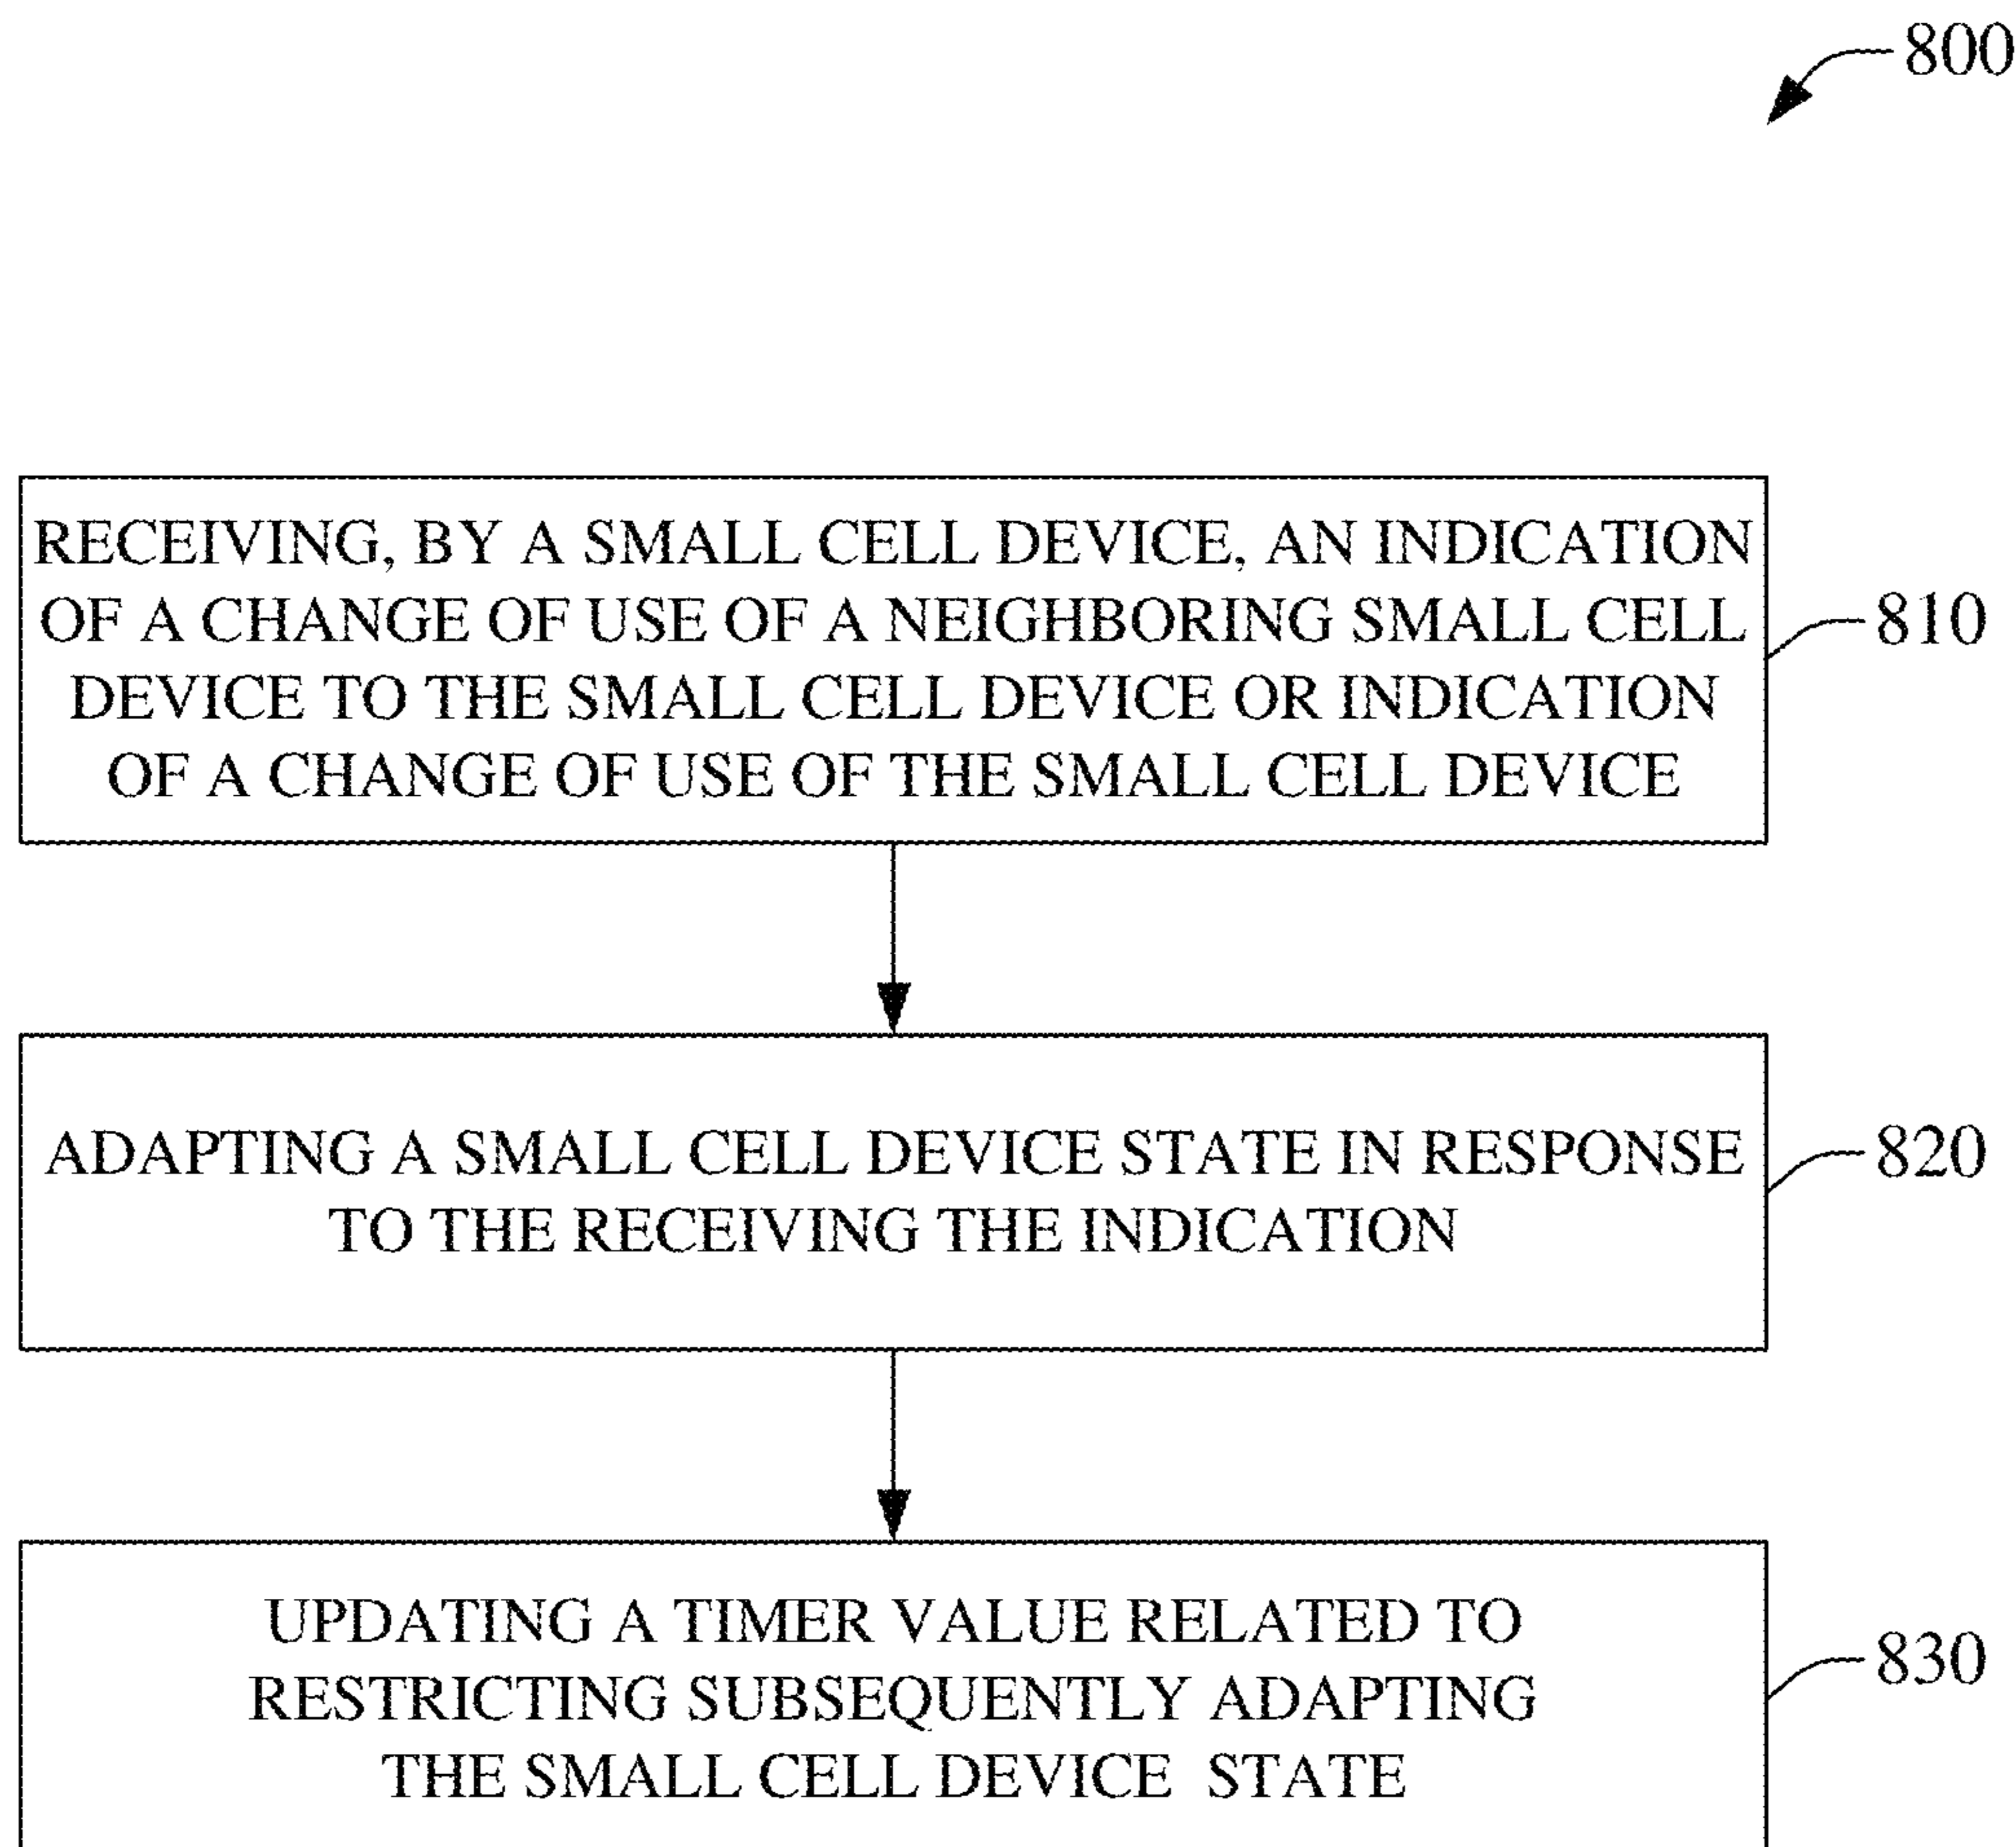 800
RECEIVING, BY A SMALL CELL DEVICE, AN INDICATION
OF A CHANGE OF USE OF A NEIGHBORING SMALL CELL
DEVICE TO THE SMALL CELL DEVICE OR INDICATION
OF A CHANGE OF USE OF THE SMALL CELL DEVICE
810
ADAPTING A SMALL CELL DEVICE STATE IN RESPONSE
TO THE RECEIVING THE INDICATION
820
UPDATING A TIMER VALUE RELATED TO
RESTRICTING SUBSEQUENTLY ADAPTING
THE SMALL CELL DEVICE STATE
830